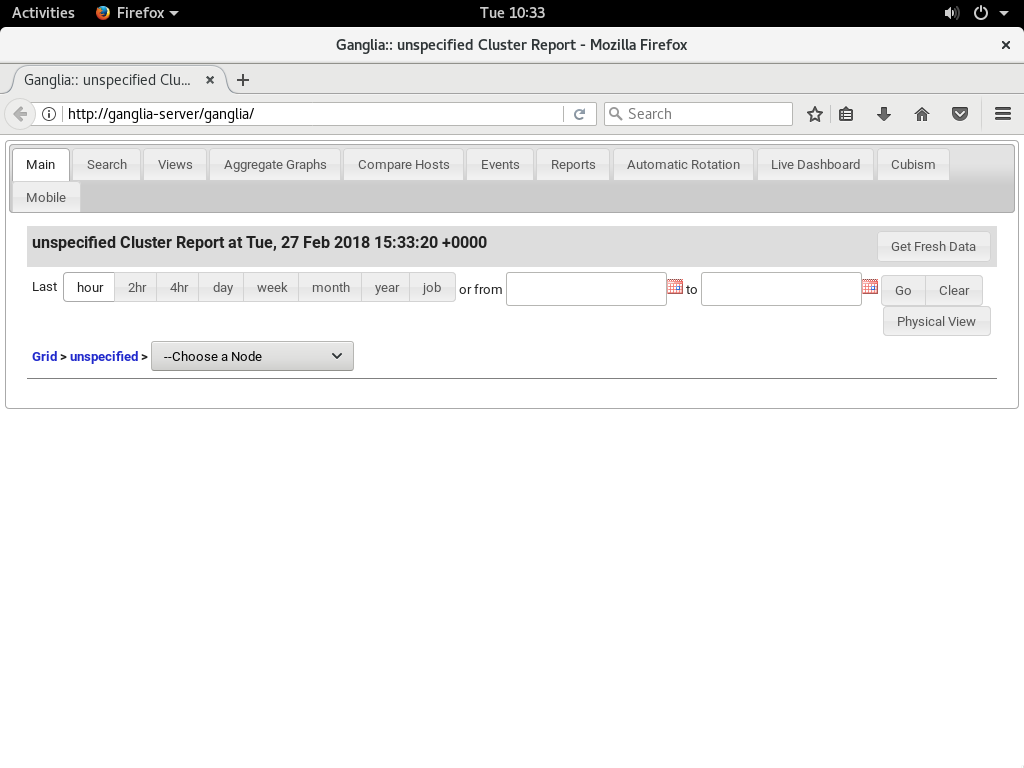 Activities Firefox Tue 10:33
Ganglia:: unspecified Cluster Report - Mozilla Firefox
Ganglia:: unspecified Clu...
http://ganglia-server/ganglia/ Search
Main Search Views Aggregate Graphs Compare Hosts Events Reports Automatic Rotation Live Dashboard Cubism
Mobile
unspecified Cluster Report at Tue, 27 Feb 2018 15:33:20 +0000 Get Fresh Data
Last hour 2hr 4hr day week month year job or from to Go Clear
Physical View
Grid > unspecified > --Choose a Node